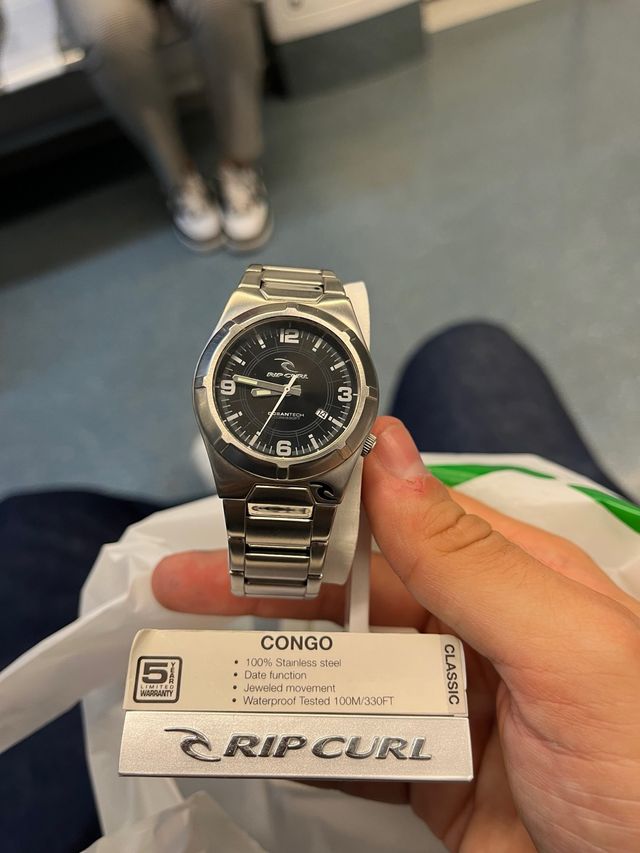 12
RIP CURL
9
3
OCEANTECH
14
6
CONGO
• 100% Stainless steel
• Date function
• Jeweled movement
• Waterproof Tested 100M/330FT
5 YEAR
LIMITED
WARRANTY
CLASSIC
RIP CURL